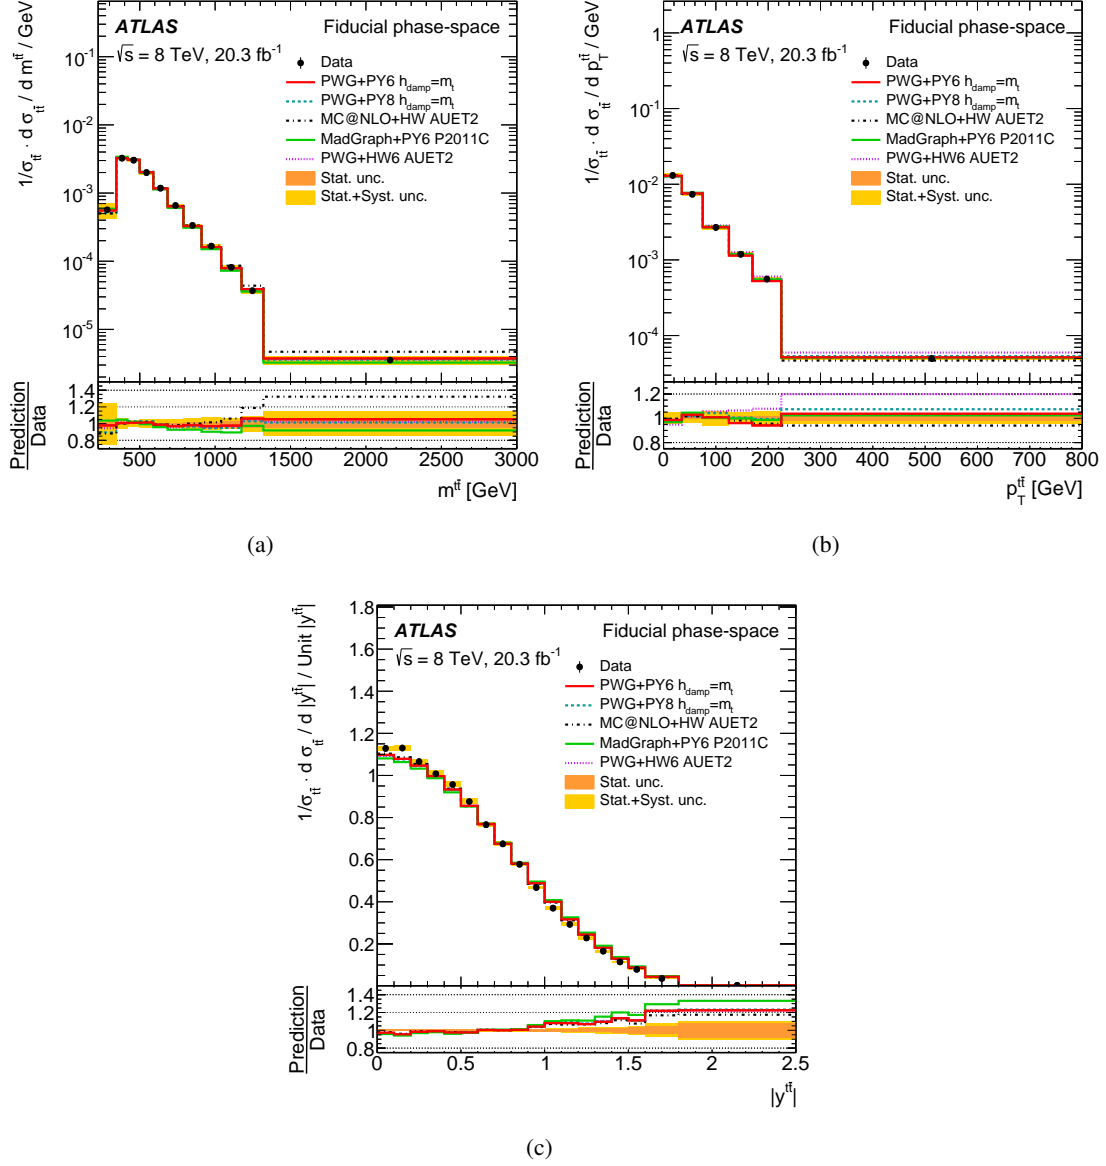 ATLAS Fiducial phase-space
√s = 8 TeV, 20.3 fb⁻¹
Data
PWG+PY6 h_damp=m_t
PWG+PY8 h_damp=m_t
MC@NLO+HW AUET2
MadGraph+PY6 P2011C
PWG+HW6 AUET2
Stat. unc.
Stat.+Syst. unc.
1/σ_tt̄ · d σ_tt̄ / d m^tt̄ / GeV
10⁻¹
10⁻²
10⁻³
10⁻⁴
10⁻⁵
Prediction
Data
1.4
1.2
1
0.8
500 1000 1500 2000 2500 3000
m^tt̄ [GeV]
(a)
ATLAS Fiducial phase-space
√s = 8 TeV, 20.3 fb⁻¹
Data
PWG+PY6 h_damp=m_t
PWG+PY8 h_damp=m_t
MC@NLO+HW AUET2
MadGraph+PY6 P2011C
PWG+HW6 AUET2
Stat. unc.
Stat.+Syst. unc.
1/σ_tt̄ · d σ_tt̄ / d p_T^tt̄ / GeV
1
10⁻¹
10⁻²
10⁻³
10⁻⁴
Prediction
Data
1.2
1
0.8
0 100 200 300 400 500 600 700 800
p_T^tt̄ [GeV]
(b)
ATLAS Fiducial phase-space
√s = 8 TeV, 20.3 fb⁻¹
Data
PWG+PY6 h_damp=m_t
PWG+PY8 h_damp=m_t
MC@NLO+HW AUET2
MadGraph+PY6 P2011C
PWG+HW6 AUET2
Stat. unc.
Stat.+Syst. unc.
1/σ_tt̄ · d σ_tt̄ / d |y^tt̄| / Unit |y^tt̄|
1.8
1.6
1.4
1.2
1
0.8
0.6
0.4
0.2
Prediction
Data
1.4
1.2
1
0.8
0 0.5 1 1.5 2 2.5
|y^tt̄|
(c)